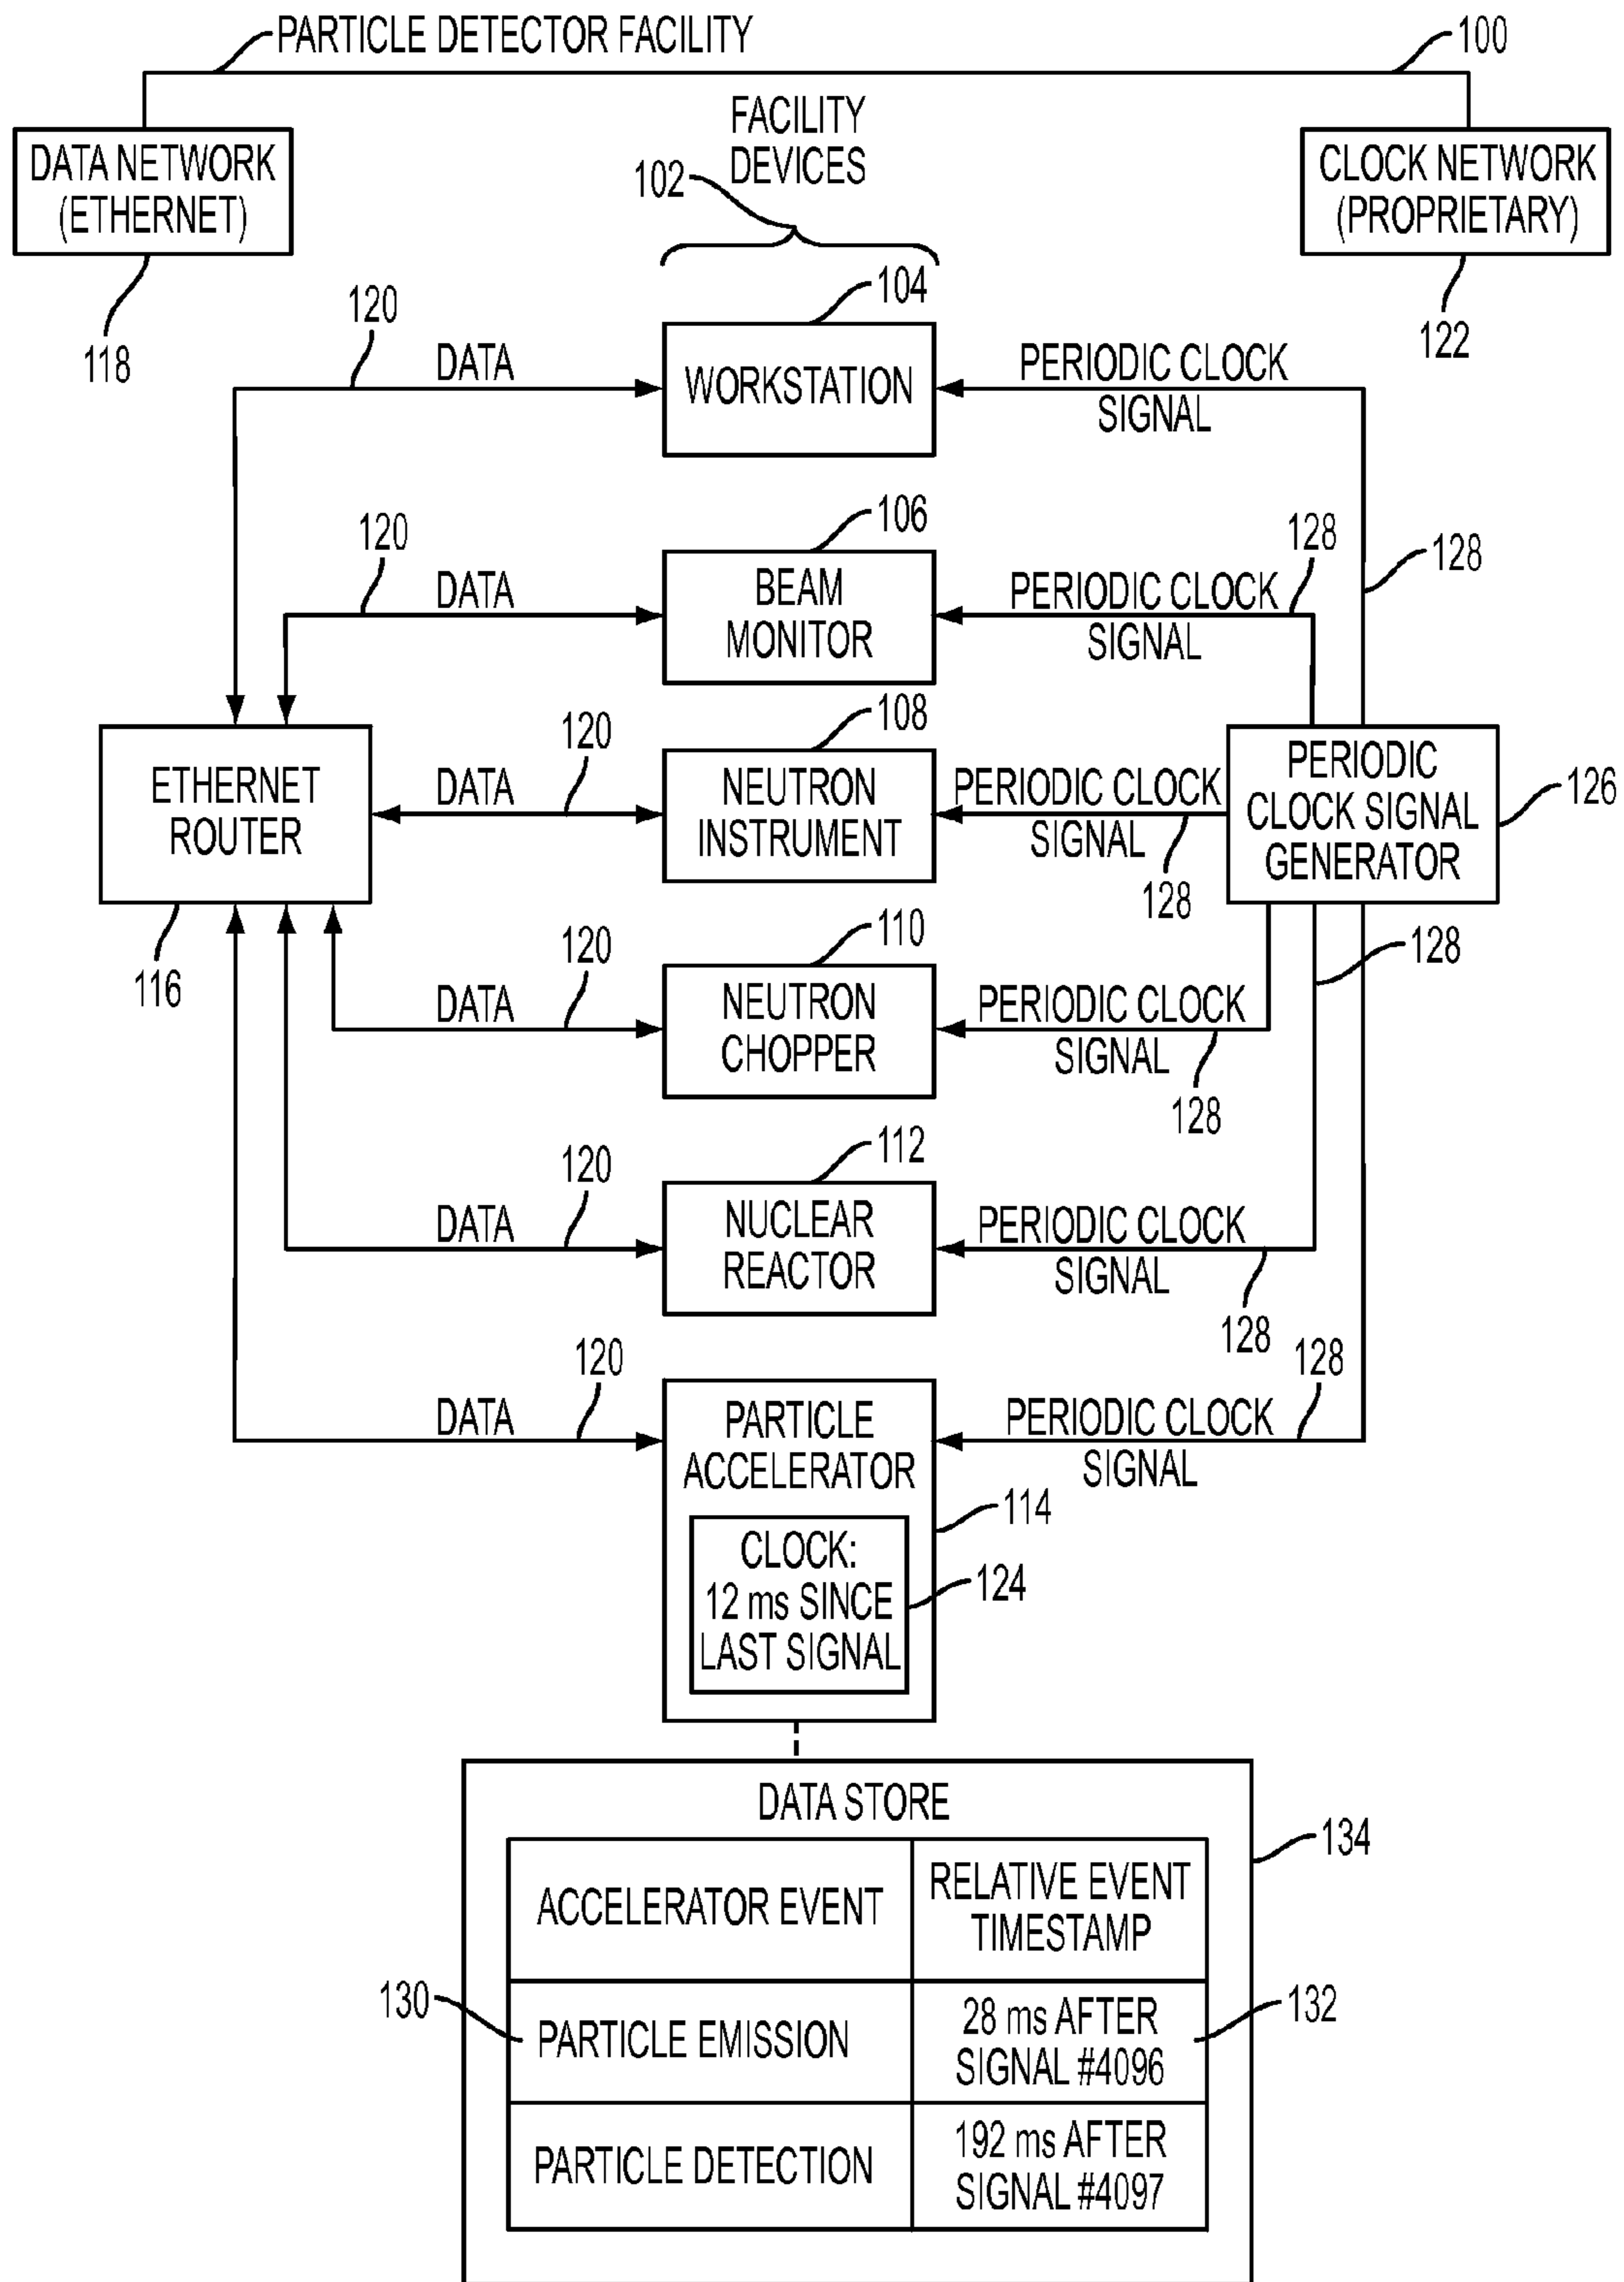 PARTICLE DETECTOR FACILITY
100
FACILITY
DEVICES
DATA NETWORK
(ETHERNET)
CLOCK NETWORK
(PROPRIETARY)
102
118
122
104
120
DATA
WORKSTATION
PERIODIC CLOCK
SIGNAL
128
106
120
DATA
BEAM
MONITOR
PERIODIC CLOCK
SIGNAL
128
108
120
DATA
ETHERNET
ROUTER
116
NEUTRON
INSTRUMENT
PERIODIC CLOCK
SIGNAL
128
PERIODIC
CLOCK SIGNAL
GENERATOR
126
110
120
DATA
NEUTRON
CHOPPER
PERIODIC CLOCK
SIGNAL
128
128
112
120
DATA
NUCLEAR
REACTOR
PERIODIC CLOCK
SIGNAL
128
120
DATA
PARTICLE
ACCELERATOR
PERIODIC CLOCK
SIGNAL
128
114
CLOCK:
12 ms SINCE
LAST SIGNAL
124
DATA STORE
134
ACCELERATOR EVENT
RELATIVE EVENT
TIMESTAMP
130
PARTICLE EMISSION
28 ms AFTER
SIGNAL #4096
132
PARTICLE DETECTION
192 ms AFTER
SIGNAL #4097